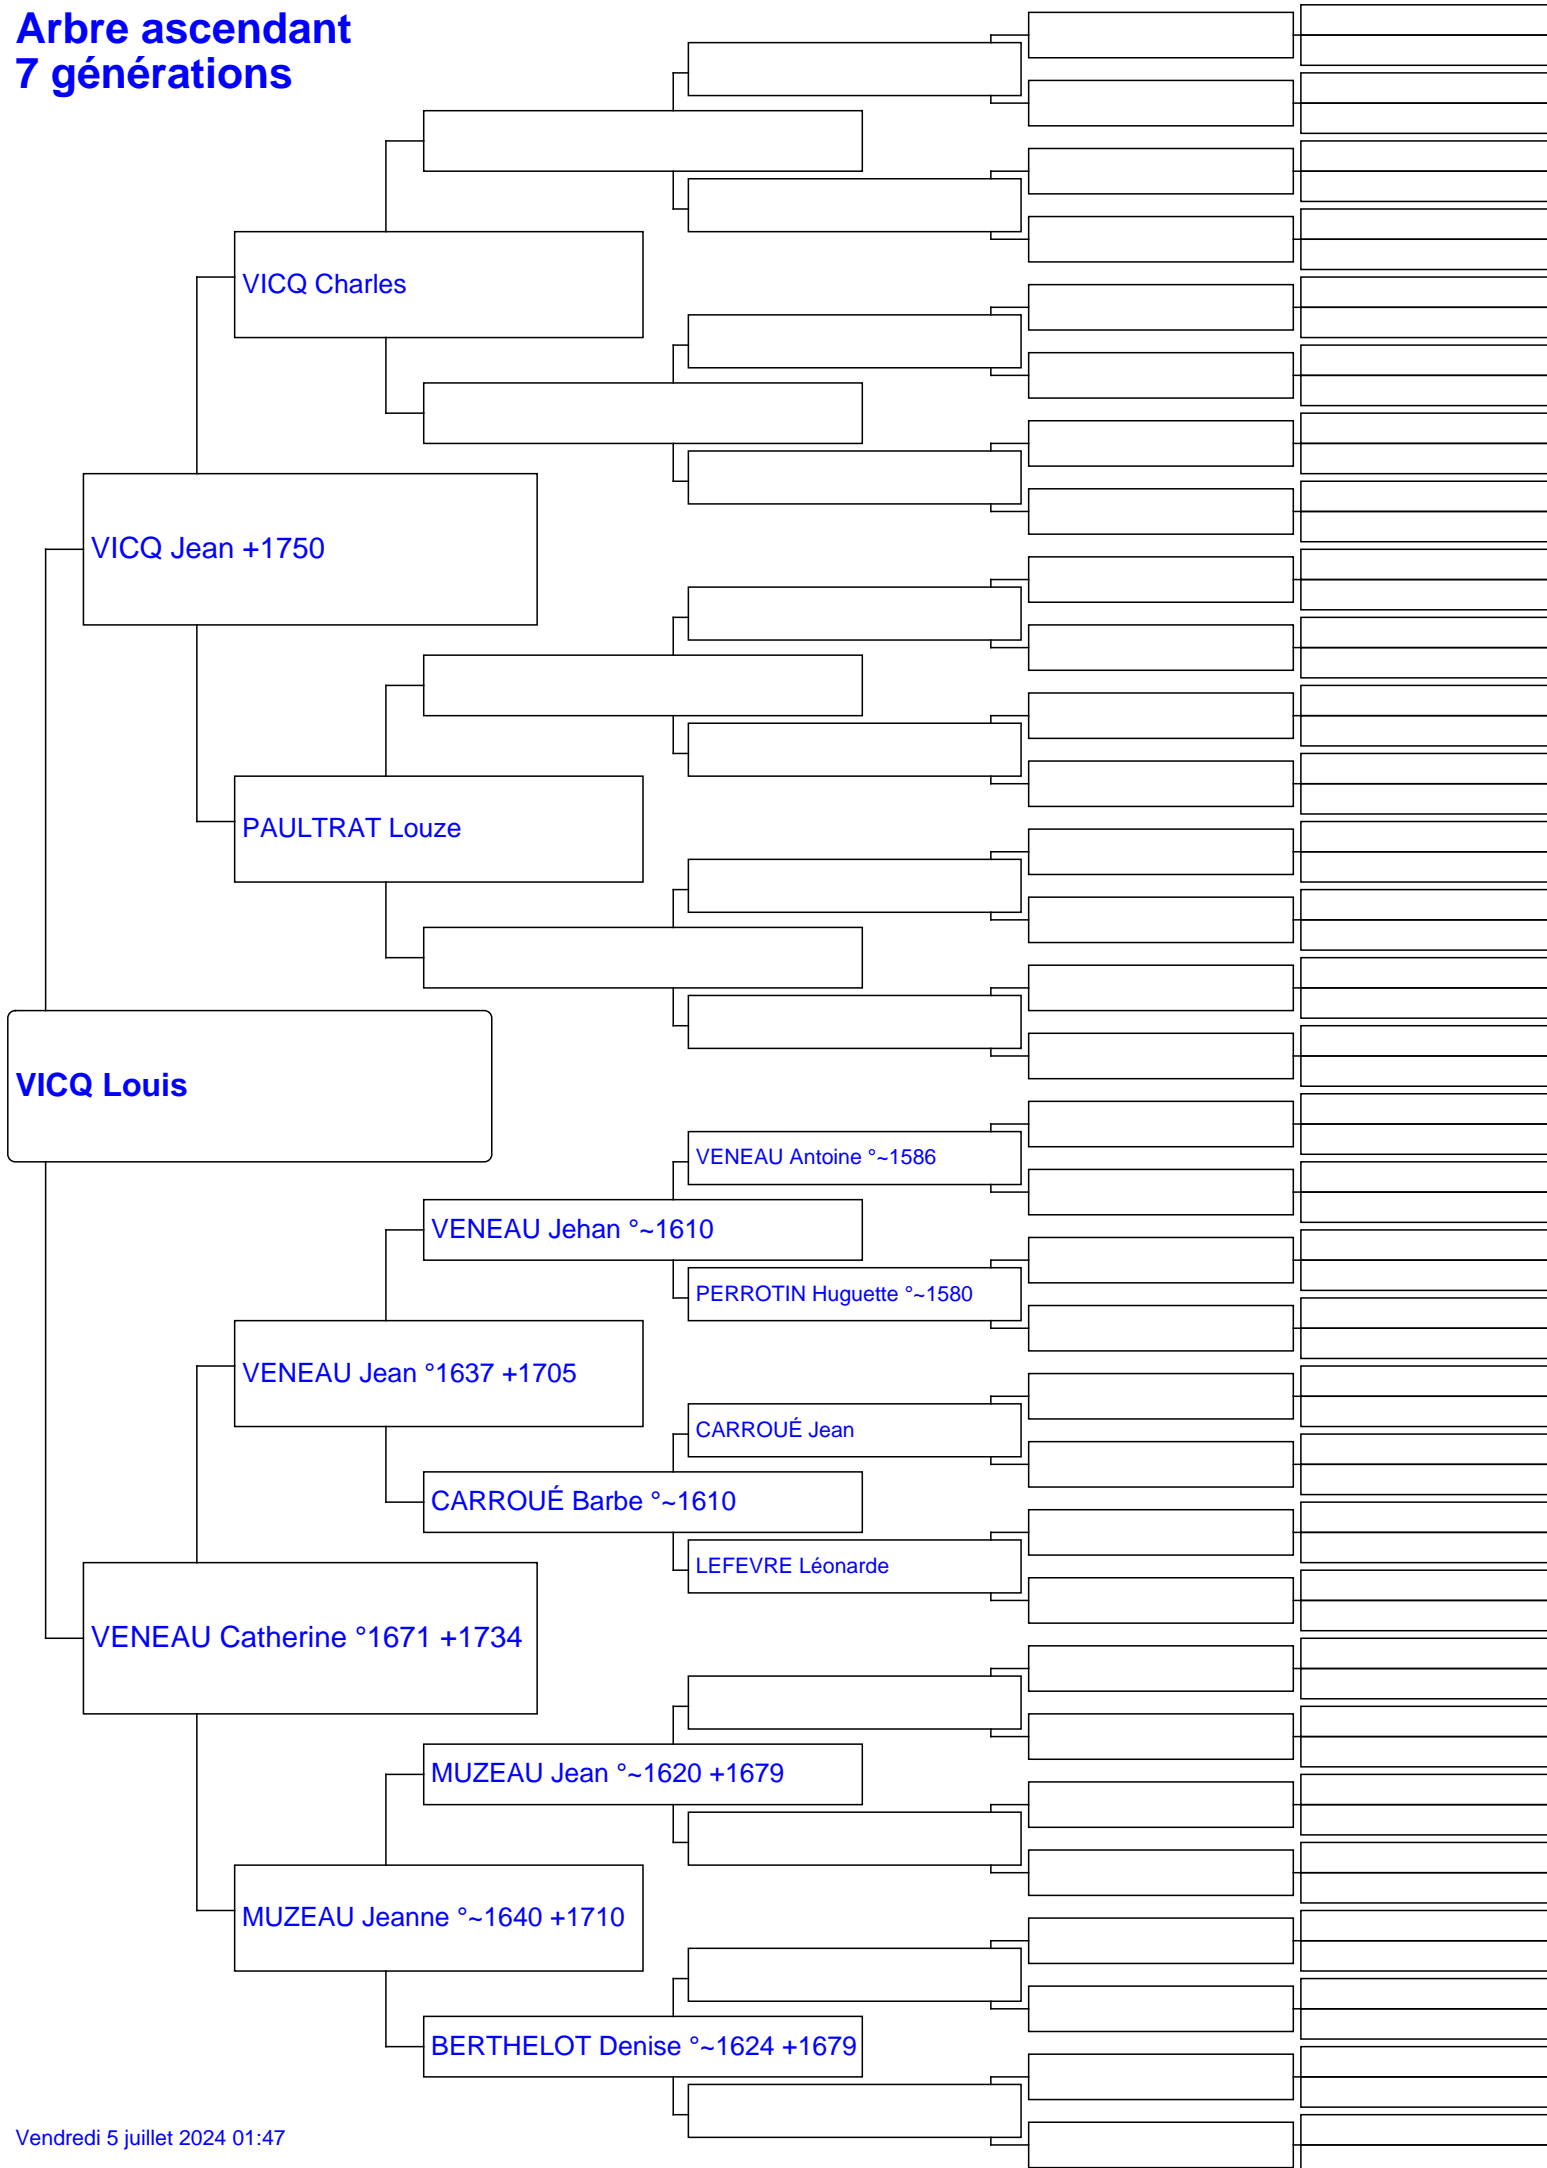 Arbre ascendant
7 générations
VICQ Charles
VICQ Jean +1750
PAULTRAT Louze
VICQ Louis
VENEAU Antoine °~1586
VENEAU Jehan °~1610
PERROTIN Huguette °~1580
VENEAU Jean °1637 +1705
CARROUÉ Jean
CARROUÉ Barbe °~1610
LEFEVRE Léonarde
VENEAU Catherine °1671 +1734
MUZEAU Jean °~1620 +1679
MUZEAU Jeanne °~1640 +1710
BERTHELOT Denise °~1624 +1679
Vendredi 5 juillet 2024 01:47